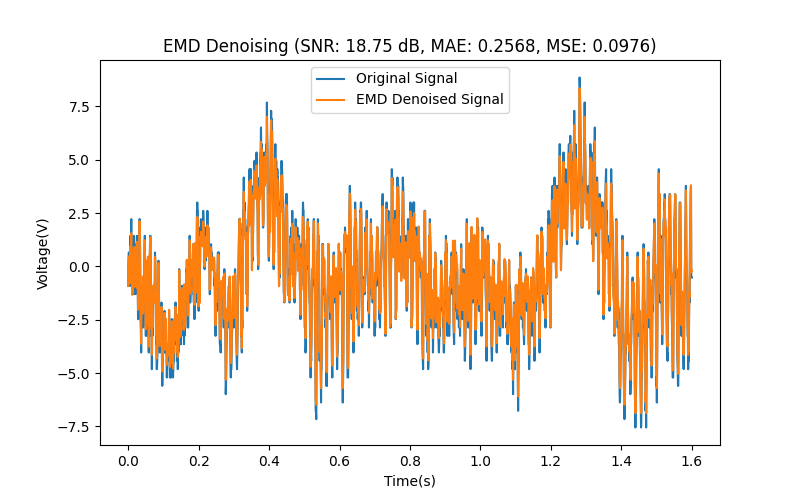 EMD Denoising (SNR: 18.75 dB, MAE: 0.2568, MSE: 0.0976)
Original Signal
EMD Denoised Signal
Voltage(V)
7.5
5.0
2.5
0.0
−2.5
−5.0
−7.5
0.0 0.2 0.4 0.6 0.8 1.0 1.2 1.4 1.6
Time(s)